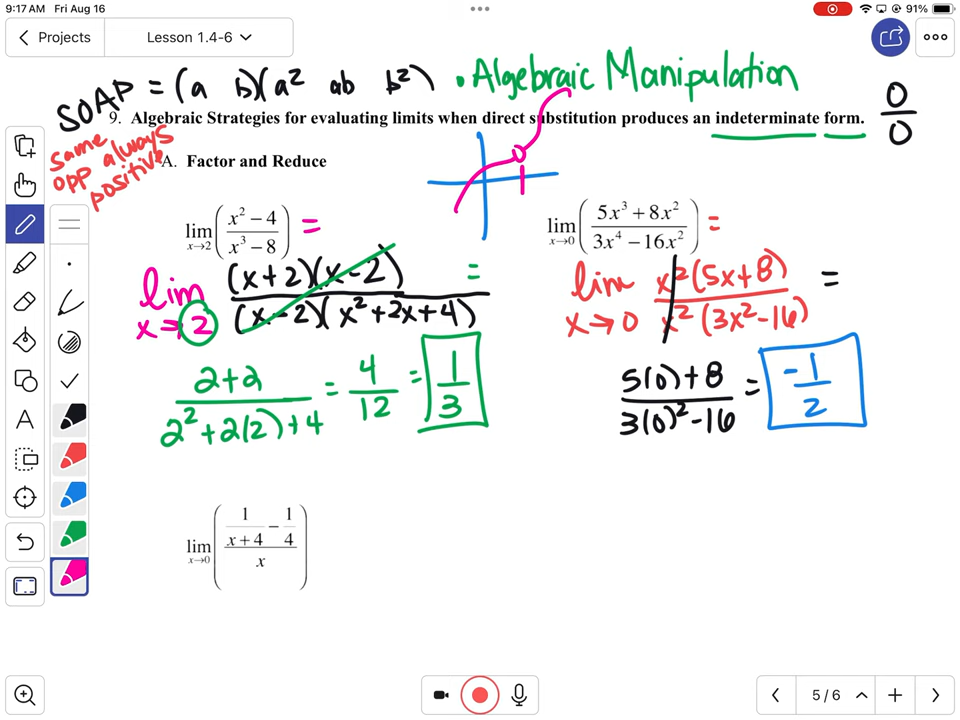 9:17 AM Fri Aug 16
91%
Projects
Lesson 1.4-6
SOAP = (a b)(a² ab b²) • Algebraic Manipulation
0/0
9. Algebraic Strategies for evaluating limits when direct substitution produces an indeterminate form.
same
opp always
positive
A. Factor and Reduce
lim x→2 ((x² − 4)/(x³ − 8)) =
lim x→2 ((x+2)(x−2))/((x−2)(x²+2x+4)) =
(2+2)/(2²+2(2)+4) = 4/12 = 1/3
lim x→0 ((5x³ + 8x²)/(3x⁴ − 16x²)) =
lim x→0 (x²(5x+8))/(x²(3x²−16)) =
(5(0)+8)/(3(0)²−16) = -1/2
lim x→0 ((1/(x+4) − 1/4)/x)
A
5/6